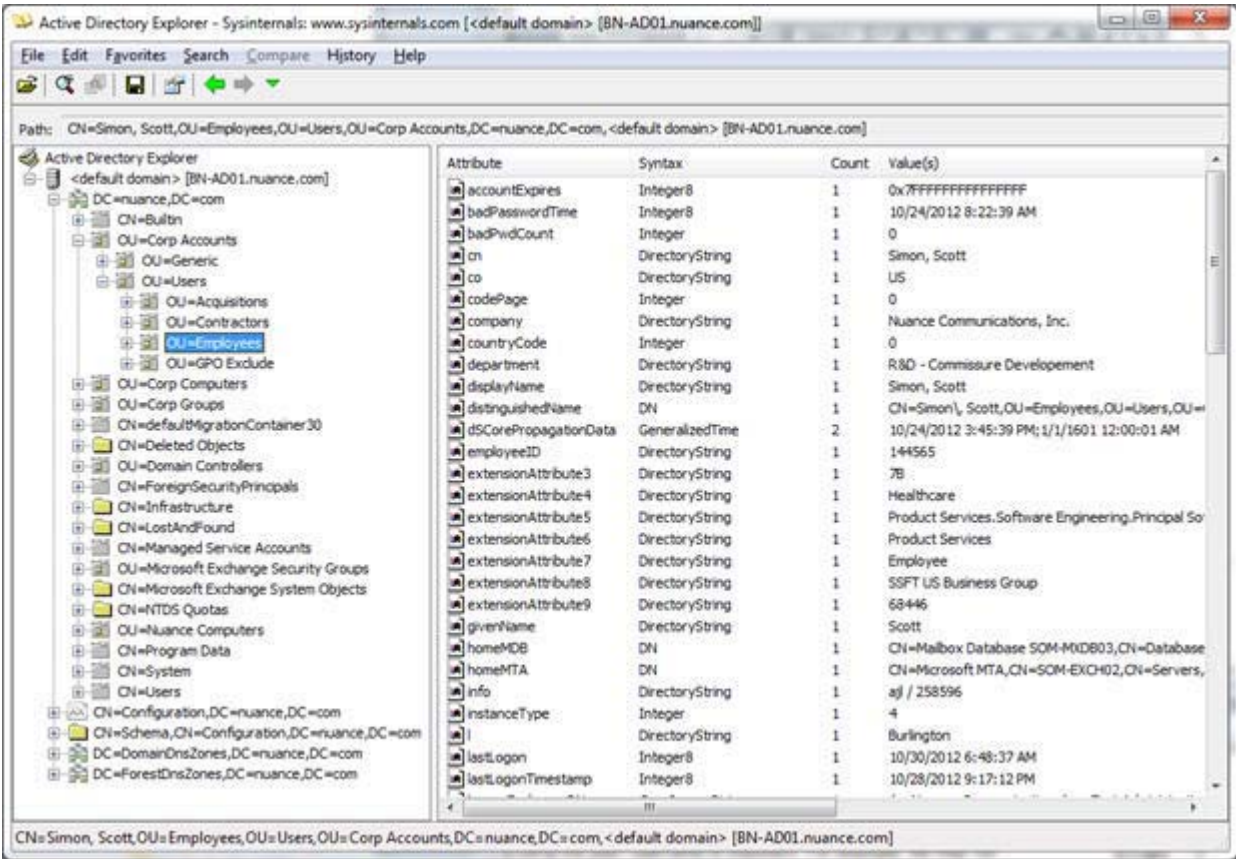 Active Directory Explorer - Sysinternals: www.sysinternals.com [<default domain> [BN-AD01.nuance.com]]
File Edit Favorites Search Compare History Help
Path: CN=Simon, Scott,OU=Employees,OU=Users,OU=Corp Accounts,DC=nuance,DC=com,<default domain> [BN-AD01.nuance.com]
Active Directory Explorer
<default domain> [BN-AD01.nuance.com]
DC=nuance,DC=com
CN=Builtin
OU=Corp Accounts
OU=Generic
OU=Users
OU=Acquisitions
OU=Contractors
OU=Employees
OU=GPO Exclude
OU=Corp Computers
OU=Corp Groups
CN=defaultMigrationContainer30
CN=Deleted Objects
OU=Domain Controllers
CN=ForeignSecurityPrincipals
CN=Infrastructure
CN=LostAndFound
CN=Managed Service Accounts
OU=Microsoft Exchange Security Groups
CN=Microsoft Exchange System Objects
CN=NTDS Quotas
OU=Nuance Computers
CN=Program Data
CN=System
CN=Users
CN=Configuration,DC=nuance,DC=com
CN=Schema,CN=Configuration,DC=nuance,DC=com
DC=DomainDnsZones,DC=nuance,DC=com
DC=ForestDnsZones,DC=nuance,DC=com
Attribute Syntax Count Value(s)
accountExpires Integer8 1 0x7FFFFFFFFFFFFFFF
badPasswordTime Integer8 1 10/24/2012 8:22:39 AM
badPwdCount Integer 1 0
cn DirectoryString 1 Simon, Scott
co DirectoryString 1 US
codePage Integer 1 0
company DirectoryString 1 Nuance Communications, Inc.
countryCode Integer 1 0
department DirectoryString 1 R&D - Commissure Developement
displayName DirectoryString 1 Simon, Scott
distinguishedName DN 1 CN=Simon\, Scott,OU=Employees,OU=Users,OU=
dSCorePropagationData GeneralizedTime 2 10/24/2012 3:45:39 PM;1/1/1601 12:00:01 AM
employeeID DirectoryString 1 144565
extensionAttribute3 DirectoryString 1 7B
extensionAttribute4 DirectoryString 1 Healthcare
extensionAttribute5 DirectoryString 1 Product Services.Software Engineering.Principal So
extensionAttribute6 DirectoryString 1 Product Services
extensionAttribute7 DirectoryString 1 Employee
extensionAttribute8 DirectoryString 1 SSFT US Business Group
extensionAttribute9 DirectoryString 1 68446
givenName DirectoryString 1 Scott
homeMDB DN 1 CN=Mailbox Database SOM-MXDB03,CN=Database
homeMTA DN 1 CN=Microsoft MTA,CN=SOM-EXCH02,CN=Servers,
info DirectoryString 1 ajl / 258596
instanceType Integer 1 4
l DirectoryString 1 Burlington
lastLogon Integer8 1 10/30/2012 6:48:37 AM
lastLogonTimestamp Integer8 1 10/28/2012 9:17:12 PM
CN=Simon, Scott,OU=Employees,OU=Users,OU=Corp Accounts,DC=nuance,DC=com,<default domain> [BN-AD01.nuance.com]